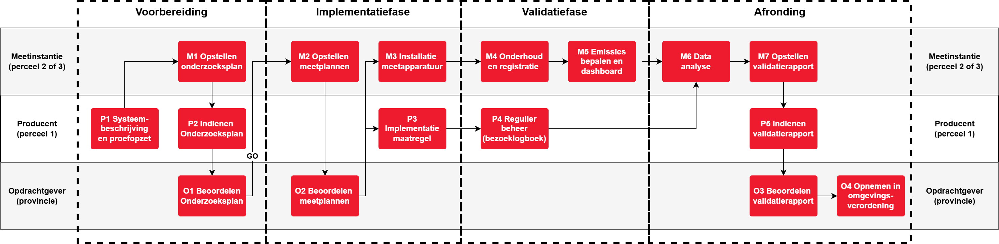 Voorbereiding
Implementatiefase
Validatiefase
Afronding
Meetinstantie
(perceel 2 of 3)
M1 Opstellen
onderzoeksplan
M2 Opstellen
meetplannen
M3 Installatie
meetapparatuur
M4 Onderhoud
en registratie
M5 Emissies
bepalen en
dashboard
M6 Data
analyse
M7 Opstellen
validatierapport
Meetinstantie
(perceel 2 of 3)
Producent
(perceel 1)
P1 Systeem-
beschrijving
en proefopzet
P2 Indienen
Onderzoeksplan
P3
Implementatie
maatregel
P4 Regulier
beheer
(bezoeklogboek)
P5 Indienen
validatierapport
Producent
(perceel 1)
GO
Opdrachtgever
(provincie)
O1 Beoordelen
Onderzoeksplan
O2 Beoordelen
meetplannen
O3 Beoordelen
validatierapport
O4 Opnemen in
omgevings-
verordening
Opdrachtgever
(provincie)